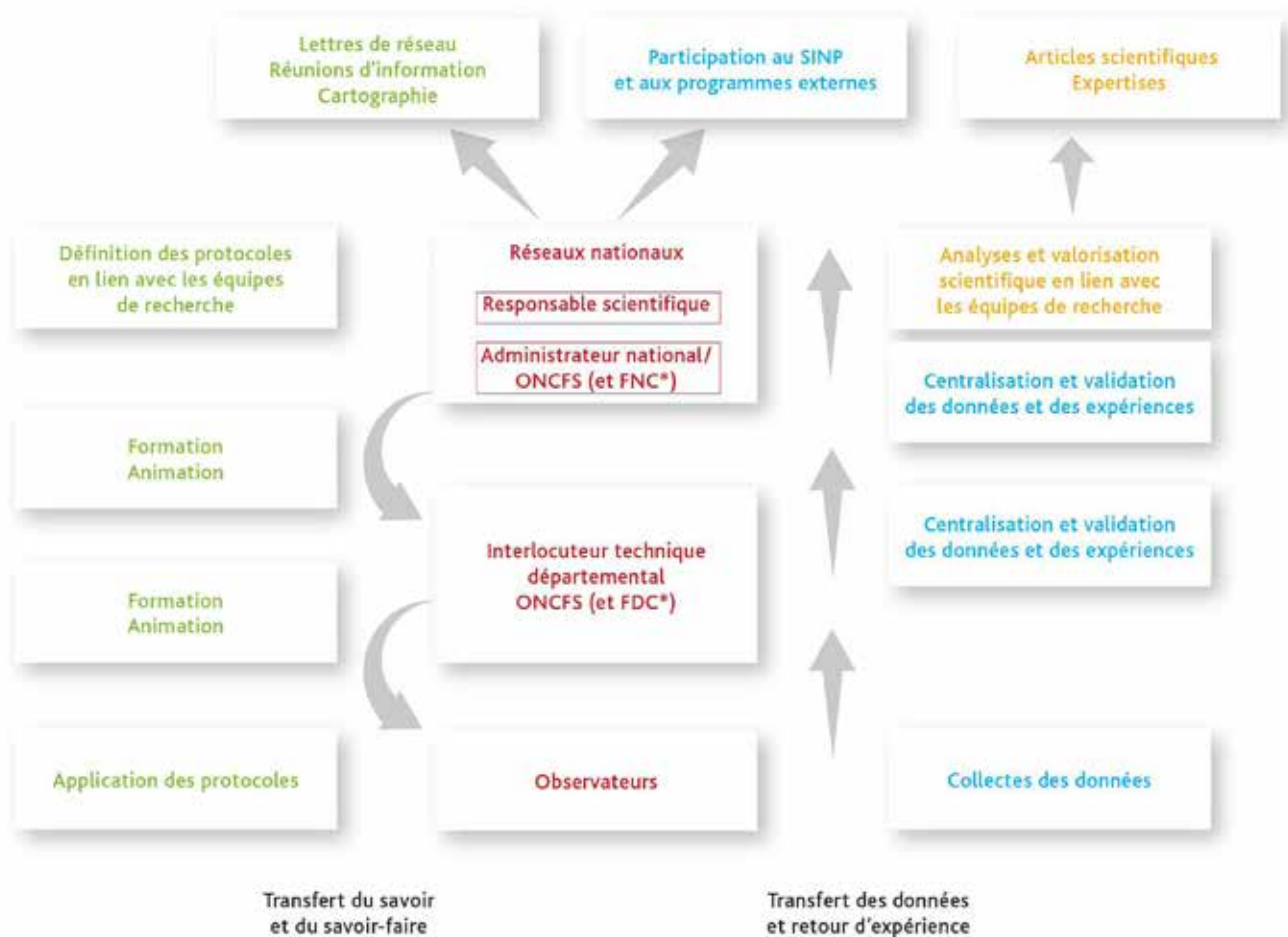 Lettres de réseau
Réunions d'information
Cartographie
Participation au SINP
et aux programmes externes
Articles scientifiques
Expertises
Définition des protocoles
en lien avec les équipes
de recherche
Réseaux nationaux
Responsable scientifique
Administrateur national/
ONCFS (et FNC*)
Analyses et valorisation
scientifique en lien avec
les équipes de recherche
Centralisation et validation
des données et des expériences
Formation
Animation
Interlocuteur technique
départemental
ONCFS (et FDC*)
Centralisation et validation
des données et des expériences
Formation
Animation
Application des protocoles
Observateurs
Collectes des données
Transfert du savoir
et du savoir-faire
Transfert des données
et retour d'expérience